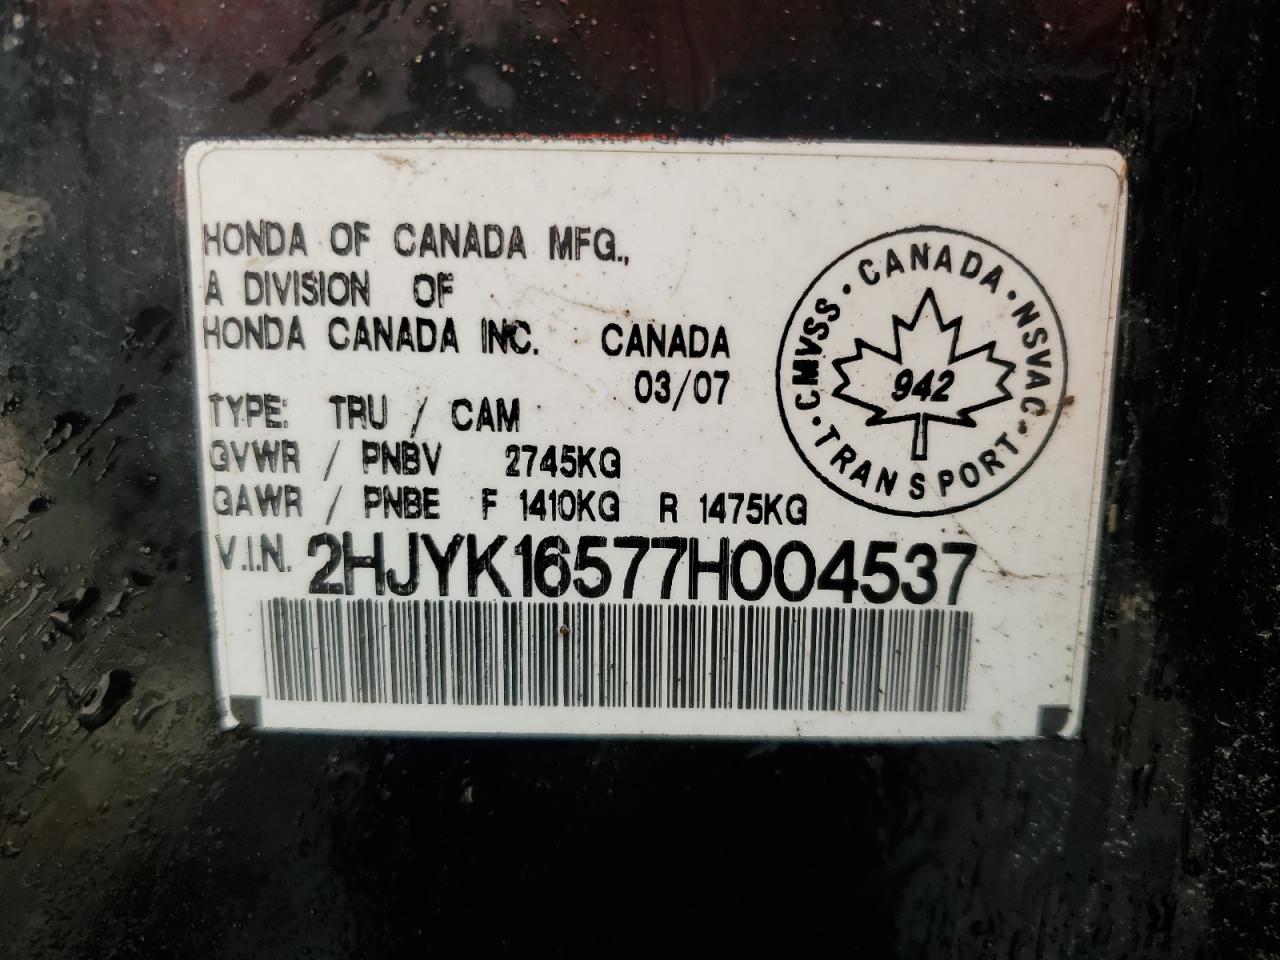 HONDA OF CANADA MFG.,
A DIVISION OF
HONDA CANADA INC. CANADA
03/07
TYPE: TRU / CAM
GVWR / PNBV 2745KG
GAWR / PNBE F 1410KG R 1475KG
V.I.N. 2HJYK16577H004537
CANADA · NSVAC · TRANSPORT · CMVSS ·
942